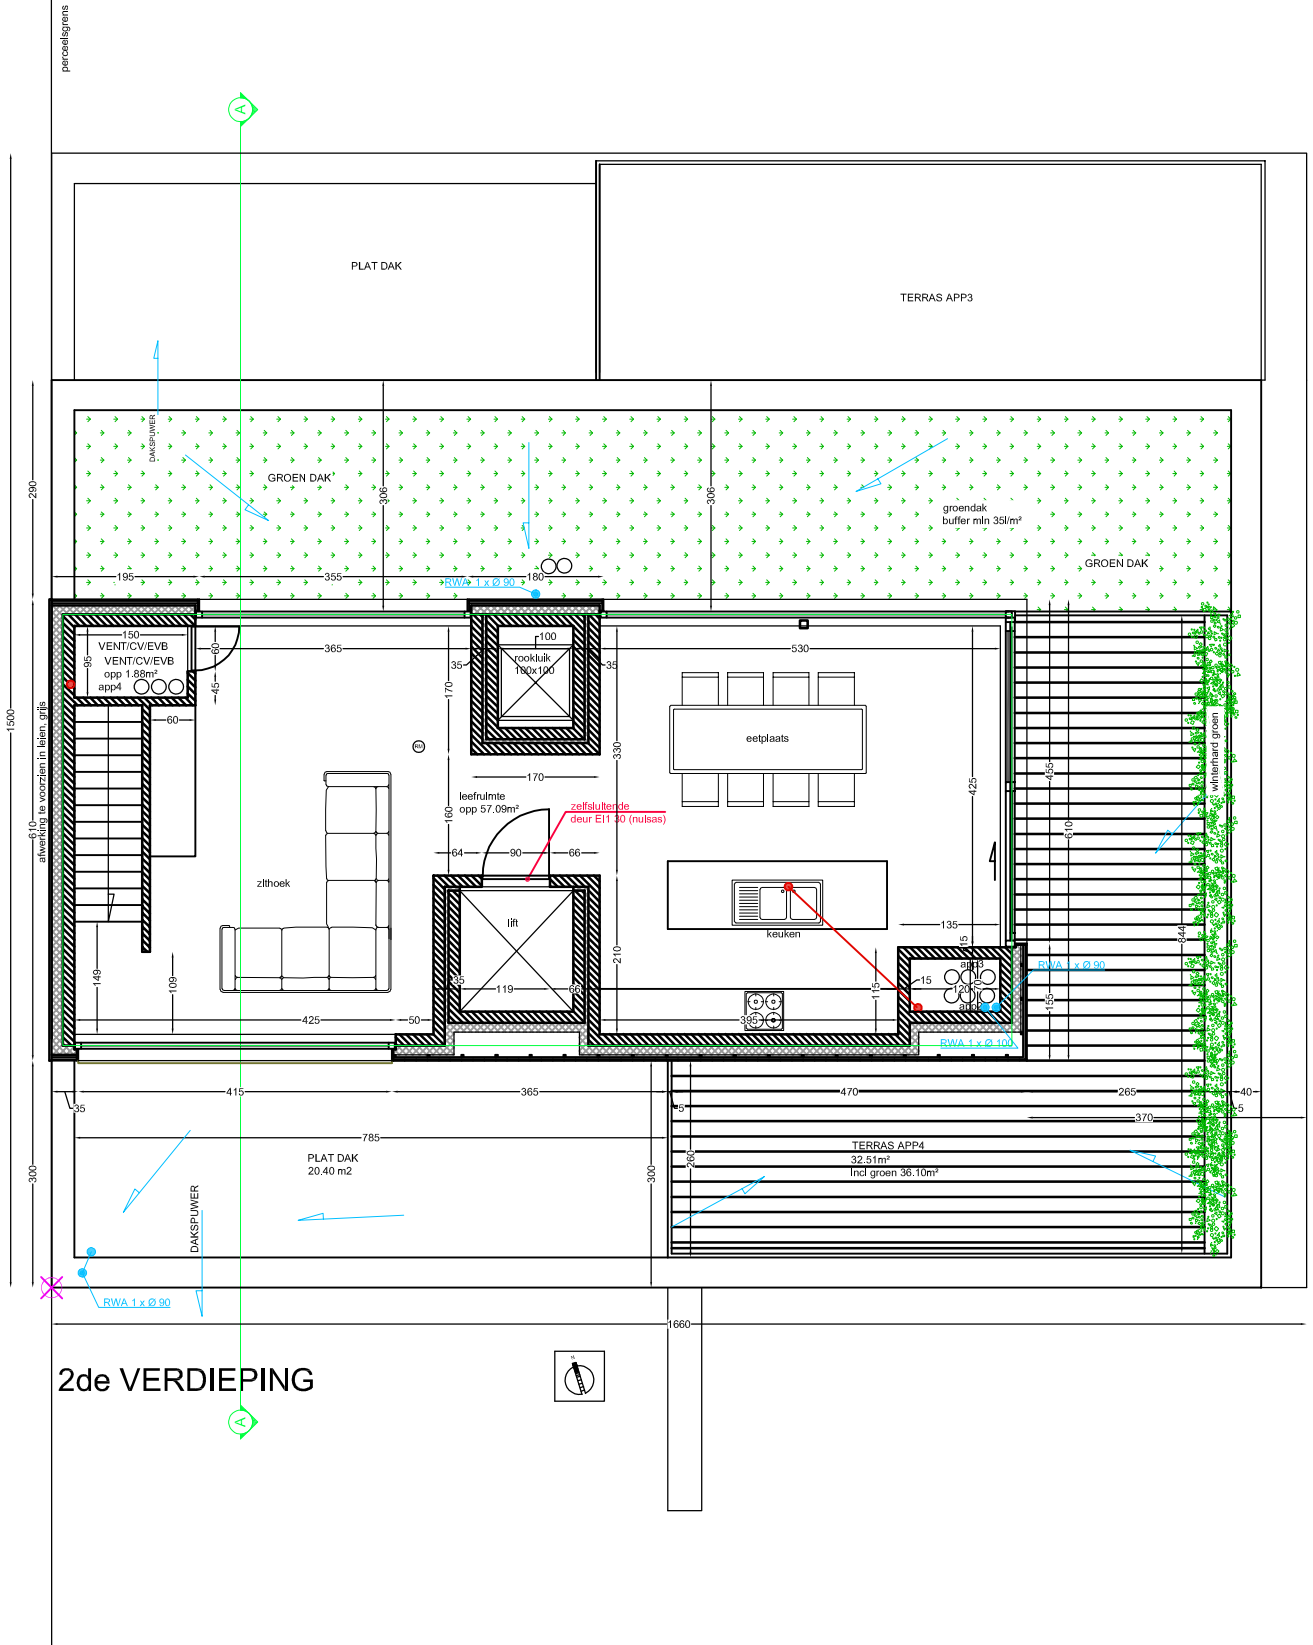 perceelsgrens
A
PLAT DAK
TERRAS APP3
DAKSPUWER
GROEN DAK
groendak
buffer min 35l/m²
GROEN DAK
290
306
306
195
355
180
RWA 1 x Ø 90
1500
610
afwerking te voorzien in leien, grijs
150
VENT/CV/EVB
VENT/CV/EVB
opp 1.88m²
app4
95
60
45
60
365
35
100
rookluik
100x100
35
530
170
330
RM
eetplaats
425
455
610
winterhard groen
170
leefruimte
opp 57.09m²
160
zelfsluitende
deur EI1 30 (nulsas)
64
90
66
zithoek
lift
keuken
135
15
844
149
109
35
119
66
210
115
15
120
70
app3
RWA 1 x Ø 90
155
425
50
395
RWA 1 x Ø 100
35
415
365
5
470
265
40
5
370
785
300
300
260
PLAT DAK
20.40 m2
TERRAS APP4
32.51m²
incl groen 36.10m²
DAKSPUWER
RWA 1 x Ø 90
1660
2de VERDIEPING
A